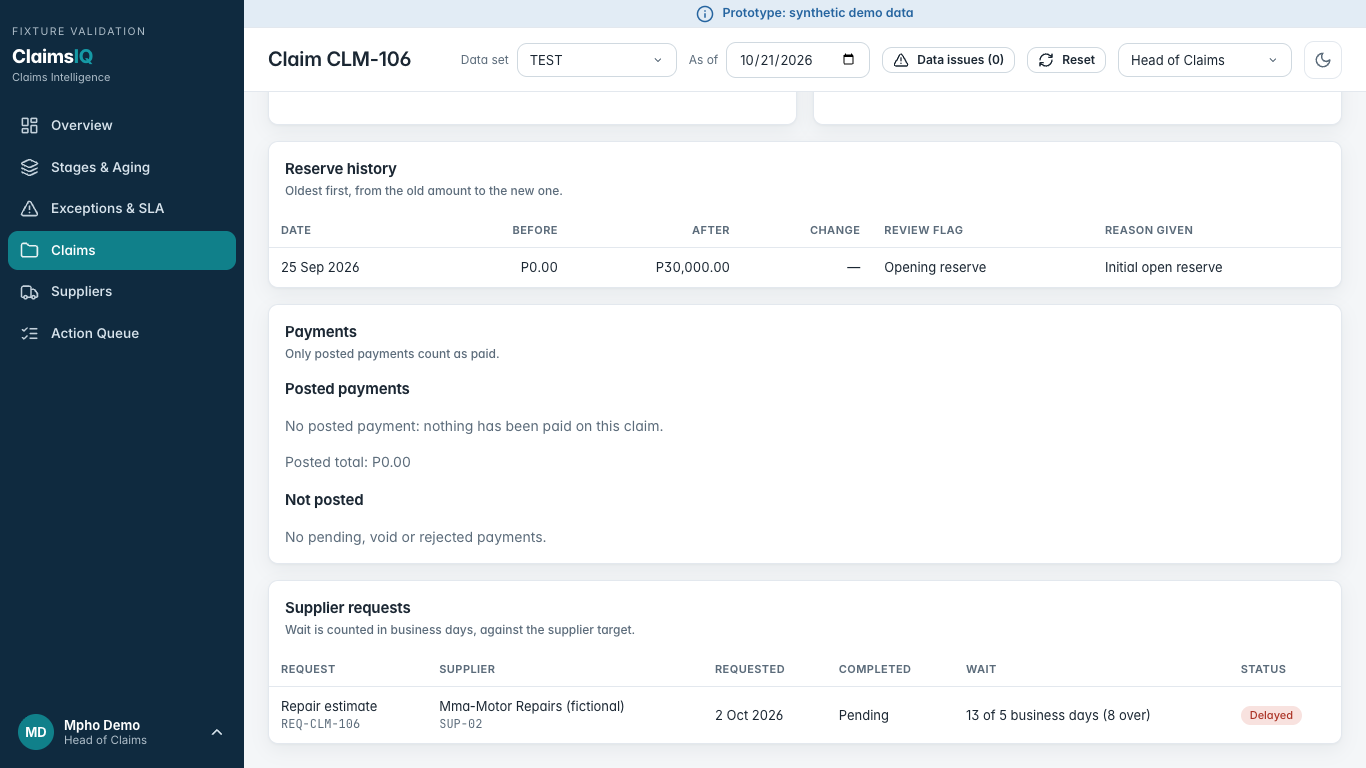 FIXTURE VALIDATION
ClaimsIQ
Claims Intelligence
Overview
Stages & Aging
Exceptions & SLA
Claims
Suppliers
Action Queue
MD
Mpho Demo
Head of Claims
Prototype: synthetic demo data
Claim CLM-106
Data set
TEST
As of
10/21/2026
Data issues (0)
Reset
Head of Claims
Reserve history
Oldest first, from the old amount to the new one.
DATE BEFORE AFTER CHANGE REVIEW FLAG REASON GIVEN
25 Sep 2026 P0.00 P30,000.00 — Opening reserve Initial open reserve
Payments
Only posted payments count as paid.
Posted payments
No posted payment: nothing has been paid on this claim.
Posted total: P0.00
Not posted
No pending, void or rejected payments.
Supplier requests
Wait is counted in business days, against the supplier target.
REQUEST SUPPLIER REQUESTED COMPLETED WAIT STATUS
Repair estimate Mma-Motor Repairs (fictional) 2 Oct 2026 Pending 13 of 5 business days (8 over) Delayed
REQ-CLM-106 SUP-02